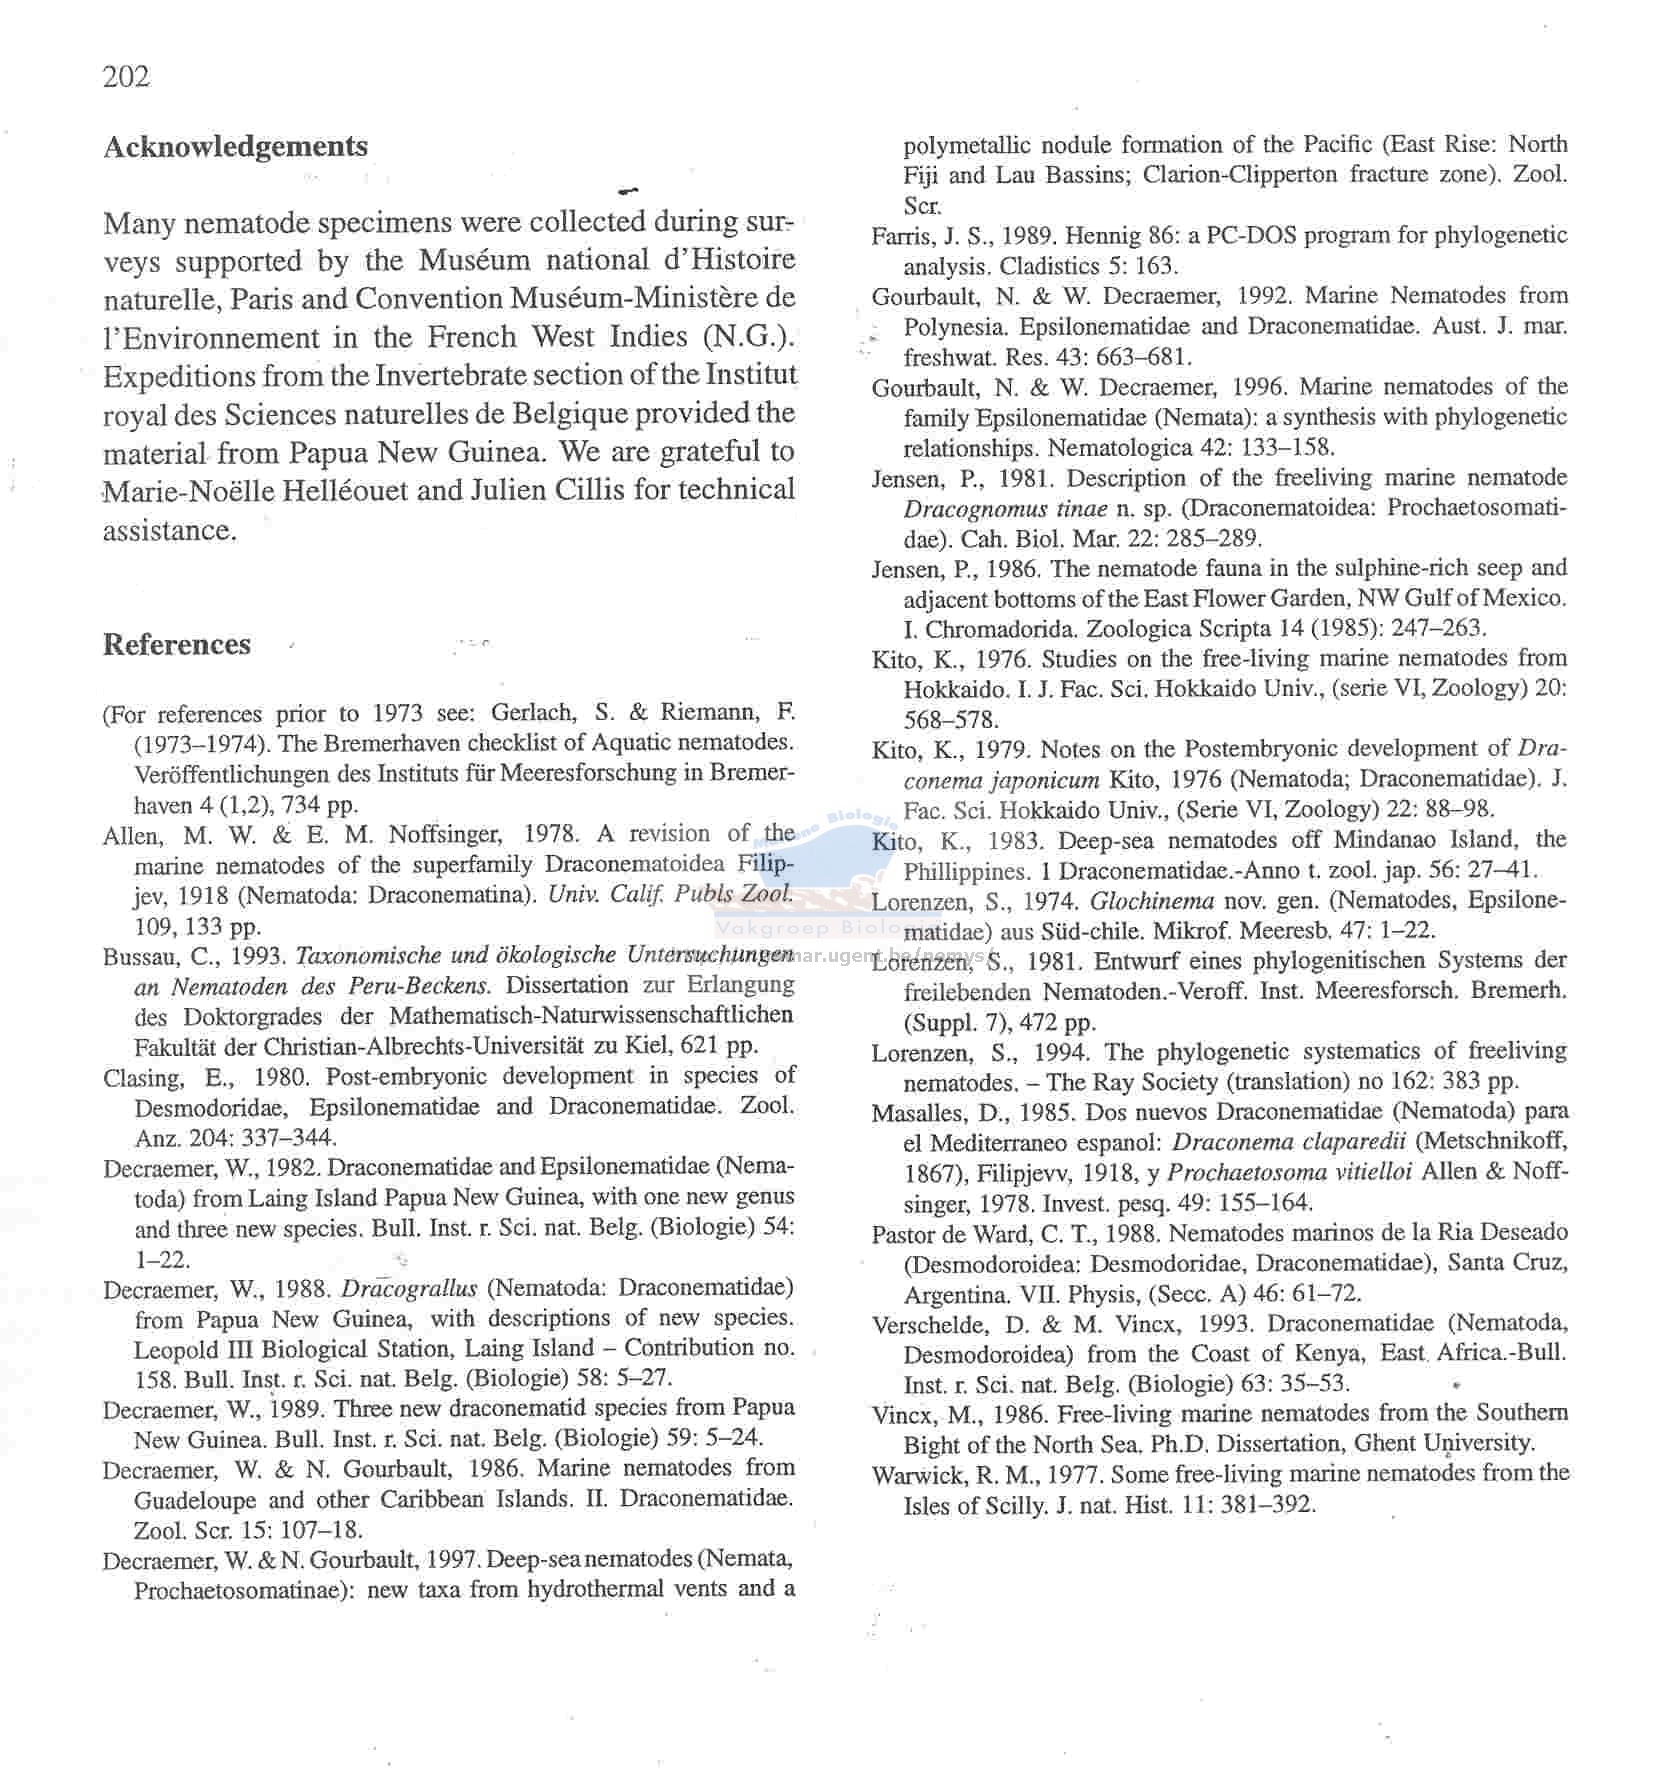 202
Acknowledgements
Many nematode specimens were collected during sur-
veys supported by the Muséum national d'Histoire
naturelle, Paris and Convention Muséum-Ministère de
l'Environnement in the French West Indies (N.G.).
Expeditions from the Invertebrate section of the Institut
royal des Sciences naturelles de Belgique provided the
material from Papua New Guinea. We are grateful to
Marie-Noëlle Helléouet and Julien Cillis for technical
assistance.
References
(For references prior to 1973 see: Gerlach, S. & Riemann, F.
(1973–1974). The Bremerhaven checklist of Aquatic nematodes.
Veröffentlichungen des Instituts für Meeresforschung in Bremer-
haven 4 (1,2), 734 pp.
Allen, M. W. & E. M. Noffsinger, 1978. A revision of the
marine nematodes of the superfamily Draconematoidea Filip-
jev, 1918 (Nematoda: Draconematina). Univ. Calif. Publs Zool.
109, 133 pp.
Bussau, C., 1993. Taxonomische und ökologische Untersuchungen
an Nematoden des Peru-Beckens. Dissertation zur Erlangung
des Doktorgrades der Mathematisch-Naturwissenschaftlichen
Fakultät der Christian-Albrechts-Universität zu Kiel, 621 pp.
Clasing, E., 1980. Post-embryonic development in species of
Desmodoridae, Epsilonematidae and Draconematidae. Zool.
Anz. 204: 337–344.
Decraemer, W., 1982. Draconematidae and Epsilonematidae (Nema-
toda) from Laing Island Papua New Guinea, with one new genus
and three new species. Bull. Inst. r. Sci. nat. Belg. (Biologie) 54:
1–22.
Decraemer, W., 1988. Dracograllus (Nematoda: Draconematidae)
from Papua New Guinea, with descriptions of new species.
Leopold III Biological Station, Laing Island – Contribution no.
158. Bull. Inst. r. Sci. nat. Belg. (Biologie) 58: 5–27.
Decraemer, W., 1989. Three new draconematid species from Papua
New Guinea. Bull. Inst. r. Sci. nat. Belg. (Biologie) 59: 5–24.
Decraemer, W. & N. Gourbault, 1986. Marine nematodes from
Guadeloupe and other Caribbean Islands. II. Draconematidae.
Zool. Scr. 15: 107–18.
Decraemer, W. & N. Gourbault, 1997. Deep-sea nematodes (Nemata,
Prochaetosomatinae): new taxa from hydrothermal vents and a
polymetallic nodule formation of the Pacific (East Rise: North
Fiji and Lau Bassins; Clarion-Clipperton fracture zone). Zool.
Scr.
Farris, J. S., 1989. Hennig 86: a PC-DOS program for phylogenetic
analysis. Cladistics 5: 163.
Gourbault, N. & W. Decraemer, 1992. Marine Nematodes from
Polynesia. Epsilonematidae and Draconematidae. Aust. J. mar.
freshwat. Res. 43: 663–681.
Gourbault, N. & W. Decraemer, 1996. Marine nematodes of the
family Epsilonematidae (Nemata): a synthesis with phylogenetic
relationships. Nematologica 42: 133–158.
Jensen, P., 1981. Description of the freeliving marine nematode
Dracognomus tinae n. sp. (Draconematoidea: Prochaetosomati-
dae). Cah. Biol. Mar. 22: 285–289.
Jensen, P., 1986. The nematode fauna in the sulphine-rich seep and
adjacent bottoms of the East Flower Garden, NW Gulf of Mexico.
I. Chromadorida. Zoologica Scripta 14 (1985): 247–263.
Kito, K., 1976. Studies on the free-living marine nematodes from
Hokkaido. I. J. Fac. Sci. Hokkaido Univ., (serie VI, Zoology) 20:
568–578.
Kito, K., 1979. Notes on the Postembryonic development of Dra-
conema japonicum Kito, 1976 (Nematoda; Draconematidae). J.
Fac. Sci. Hokkaido Univ., (Serie VI, Zoology) 22: 88–98.
Kito, K., 1983. Deep-sea nematodes off Mindanao Island, the
Phillippines. 1 Draconematidae.-Anno t. zool. jap. 56: 27–41.
Lorenzen, S., 1974. Glochinema nov. gen. (Nematodes, Epsilone-
matidae) aus Süd-chile. Mikrof. Meeresb. 47: 1–22.
Lorenzen, S., 1981. Entwurf eines phylogenitischen Systems der
freilebenden Nematoden.-Veroff. Inst. Meeresforsch. Bremerh.
(Suppl. 7), 472 pp.
Lorenzen, S., 1994. The phylogenetic systematics of freeliving
nematodes. – The Ray Society (translation) no 162: 383 pp.
Masalles, D., 1985. Dos nuevos Draconematidae (Nematoda) para
el Mediterraneo espanol: Draconema claparedii (Metschnikoff,
1867), Filipjevv, 1918, y Prochaetosoma vitielloi Allen & Noff-
singer, 1978. Invest. pesq. 49: 155–164.
Pastor de Ward, C. T., 1988. Nematodes marinos de la Ria Deseado
(Desmodoroidea: Desmodoridae, Draconematidae), Santa Cruz,
Argentina. VII. Physis, (Secc. A) 46: 61–72.
Verschelde, D. & M. Vincx, 1993. Draconematidae (Nematoda,
Desmodoroidea) from the Coast of Kenya, East Africa.-Bull.
Inst. r. Sci. nat. Belg. (Biologie) 63: 35–53.
Vincx, M., 1986. Free-living marine nematodes from the Southern
Bight of the North Sea. Ph.D. Dissertation, Ghent University.
Warwick, R. M., 1977. Some free-living marine nematodes from the
Isles of Scilly. J. nat. Hist. 11: 381–392.
Mariene Biologie
Vakgroep Biologie